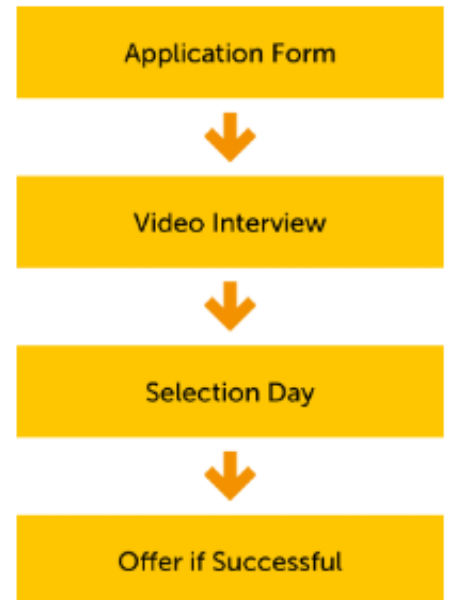 Application Form
Video Interview
Selection Day
Offer if Successful